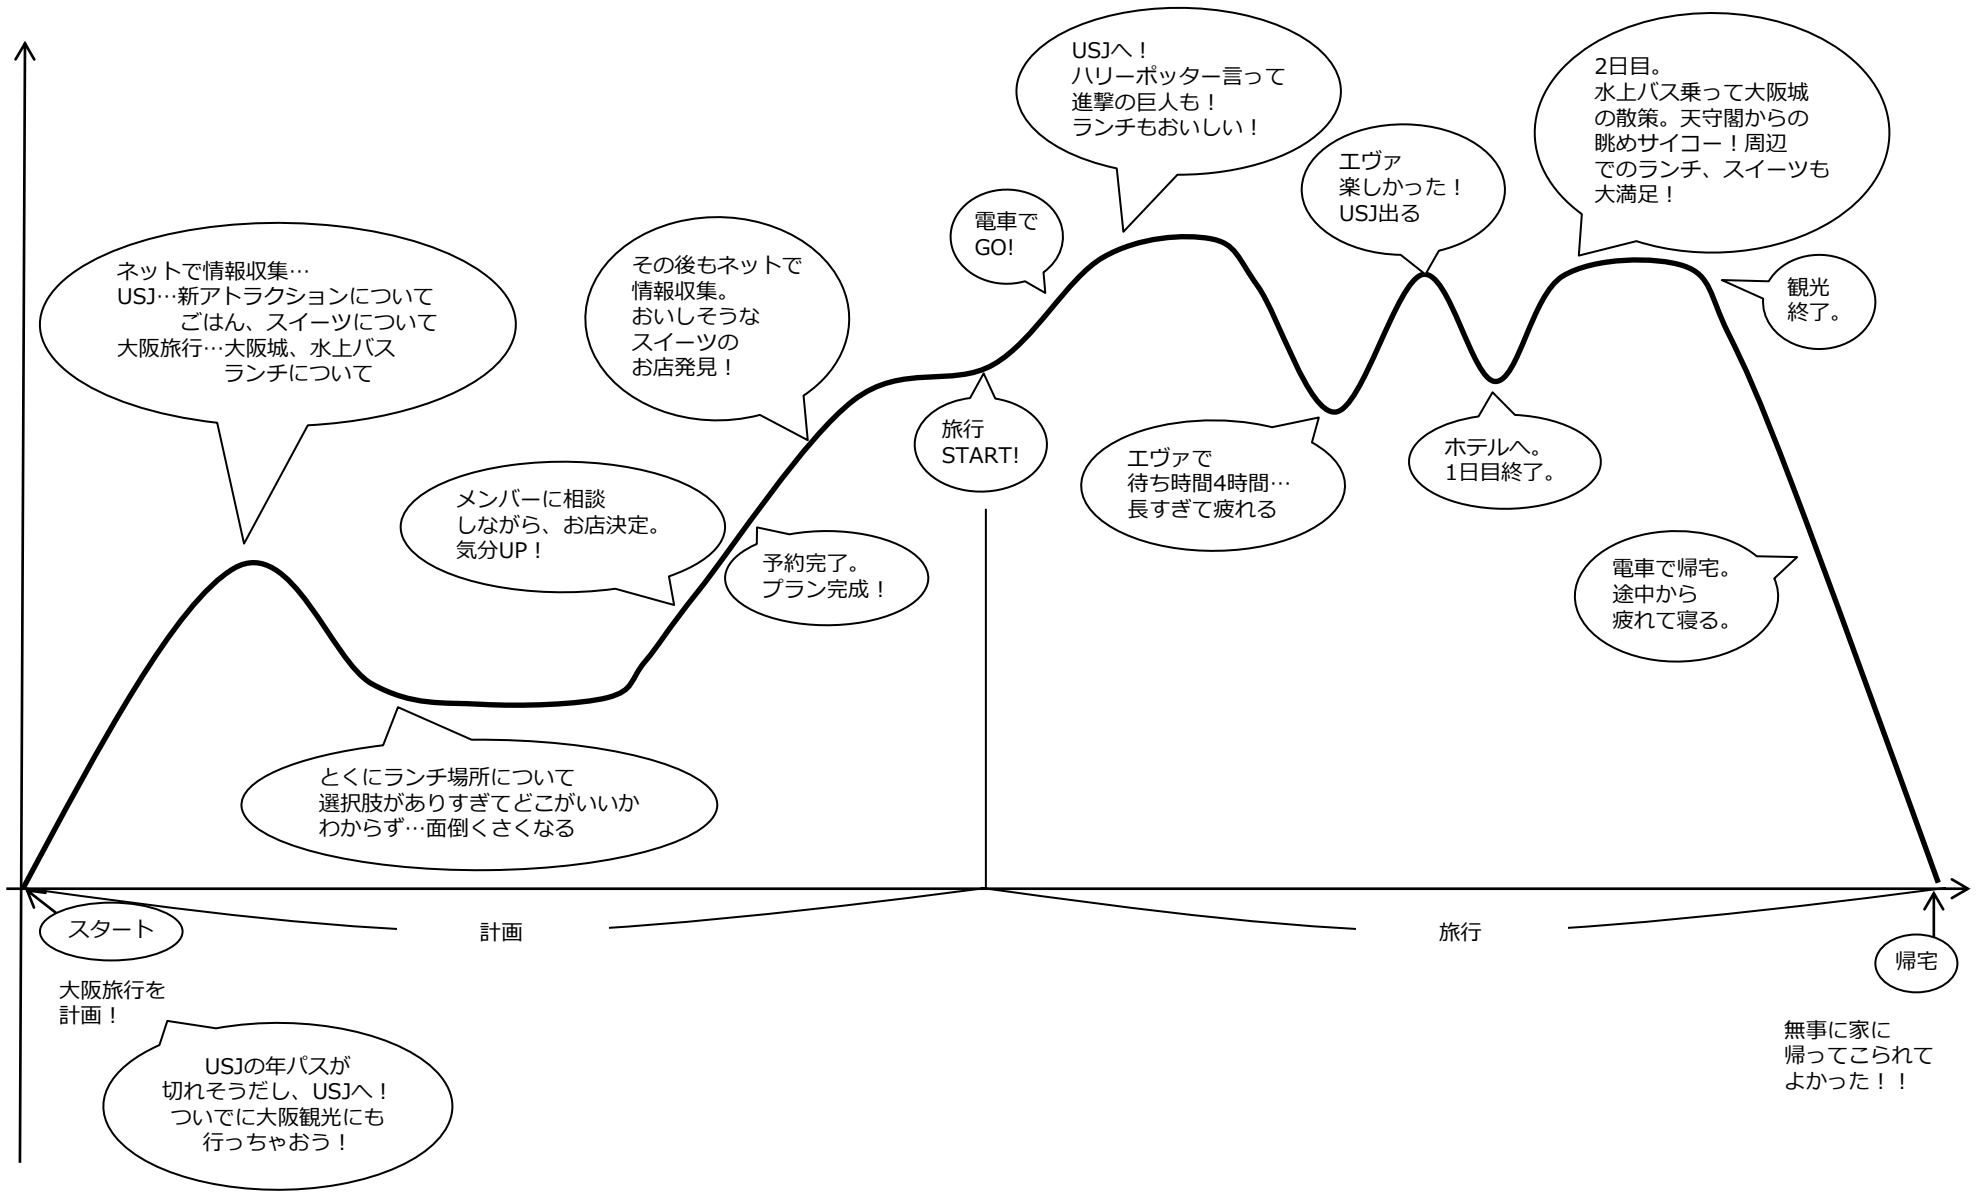 USJへ！
ハリーポッター言って
進撃の巨人も！
ランチもおいしい！
2日目。
水上バス乗って大阪城
の散策。天守閣からの
眺めサイコー！周辺
でのランチ、スイーツも
大満足！
エヴァ
楽しかった！
USJ出る
電車で
GO!
ネットで情報収集…
USJ…新アトラクションについて
ごはん、スイーツについて
大阪旅行…大阪城、水上バス
ランチについて
その後もネットで
情報収集。
おいしそうな
スイーツの
お店発見！
観光
終了。
旅行
START!
エヴァで
待ち時間4時間…
長すぎて疲れる
ホテルへ。
1日目終了。
メンバーに相談
しながら、お店決定。
気分UP！
予約完了。
プラン完成！
電車で帰宅。
途中から
疲れて寝る。
とくにランチ場所について
選択肢がありすぎてどこがいいか
わからず…面倒くさくなる
スタート
計画
旅行
帰宅
大阪旅行を
計画！
USJの年パスが
切れそうだし、USJへ！
ついでに大阪観光にも
行っちゃおう！
無事に家に
帰ってこられて
よかった！！